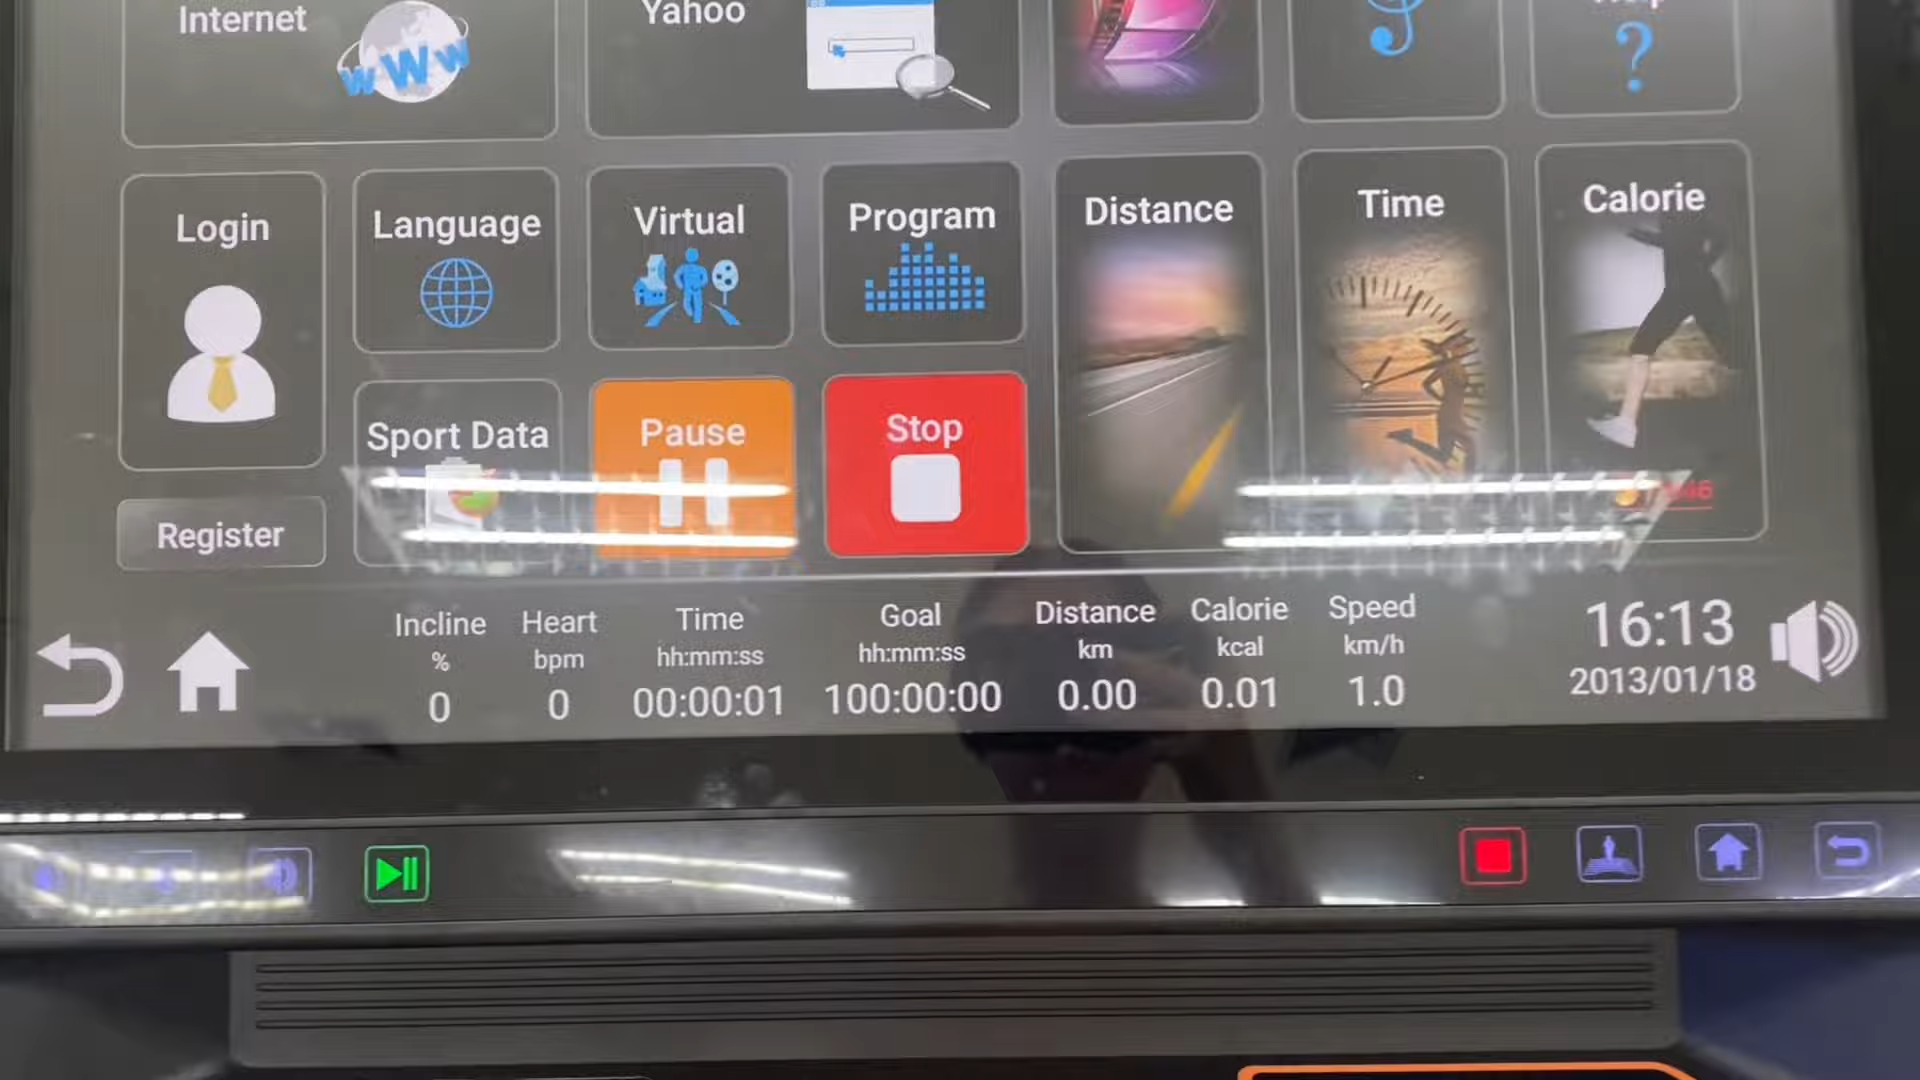 Internet
Yahoo
www
Login
Language
Virtual
Program
Distance
Time
Calorie
Sport Data
Pause
Stop
Register
Incline
%
0
Heart
bpm
0
Time
hh:mm:ss
00:00:01
Goal
hh:mm:ss
100:00:00
Distance
km
0.00
Calorie
kcal
0.01
Speed
km/h
1.0
16:13
2013/01/18